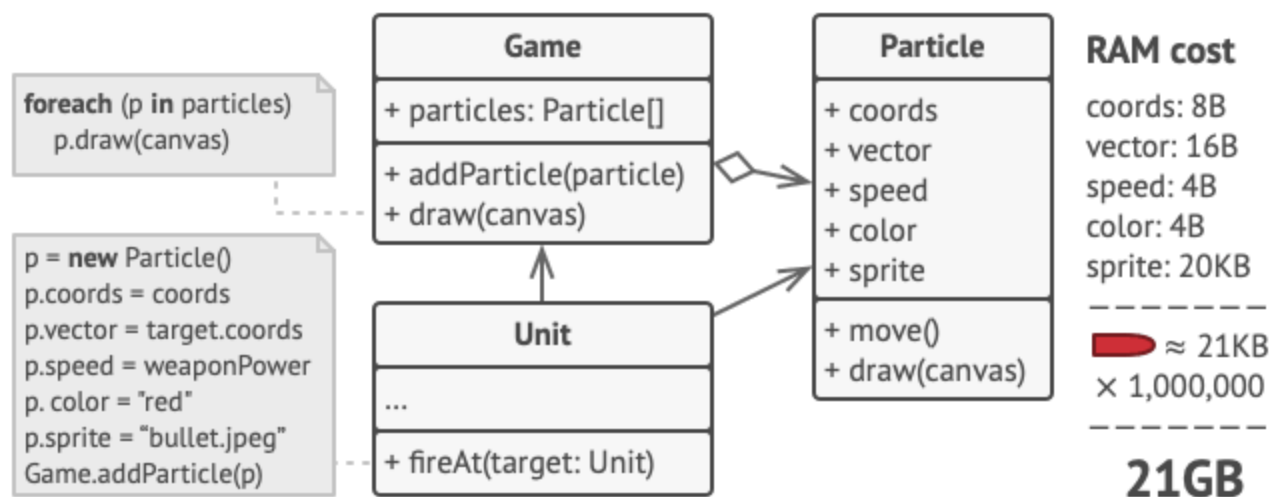 foreach (p in particles)
p.draw(canvas)
p = new Particle()
p.coords = coords
p.vector = target.coords
p.speed = weaponPower
p. color = "red"
p.sprite = “bullet.jpeg”
Game.addParticle(p)
Game
+ particles: Particle[]
+ addParticle(particle)
+ draw(canvas)
Unit
...
+ fireAt(target: Unit)
Particle
+ coords
+ vector
+ speed
+ color
+ sprite
+ move()
+ draw(canvas)
RAM cost
coords: 8B
vector: 16B
speed: 4B
color: 4B
sprite: 20KB
≈ 21KB
× 1,000,000
21GB